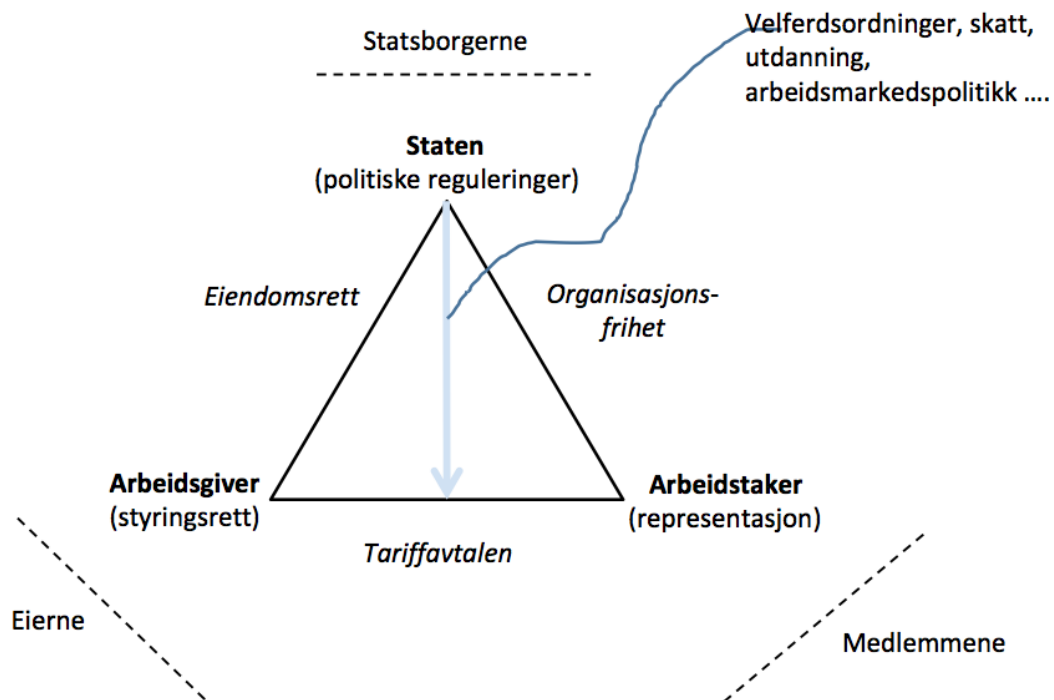 Statsborgerne
Velferdsordninger, skatt,
utdanning,
arbeidsmarkedspolitikk ....
Staten
(politiske reguleringer)
Eiendomsrett
Organisasjons-
frihet
Arbeidsgiver
(styringsrett)
Arbeidstaker
(representasjon)
Tariffavtalen
Eierne
Medlemmene